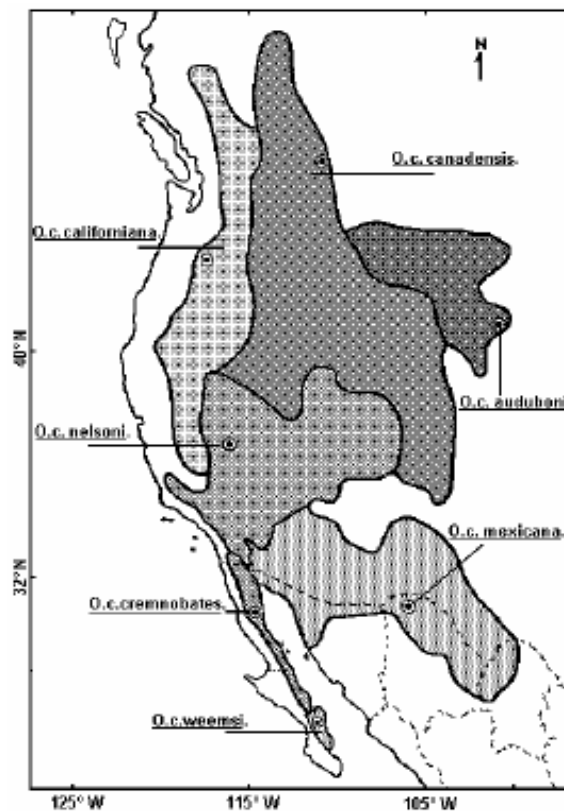 N
O.c. canadensis.
O.c. californiana.
40° N
O.c. auduboni
O.c. nelsoni.
O.c. mexicana.
32° N
O.c.cremnobates.
O.c.weemsi.
125° W
115° W
105° W